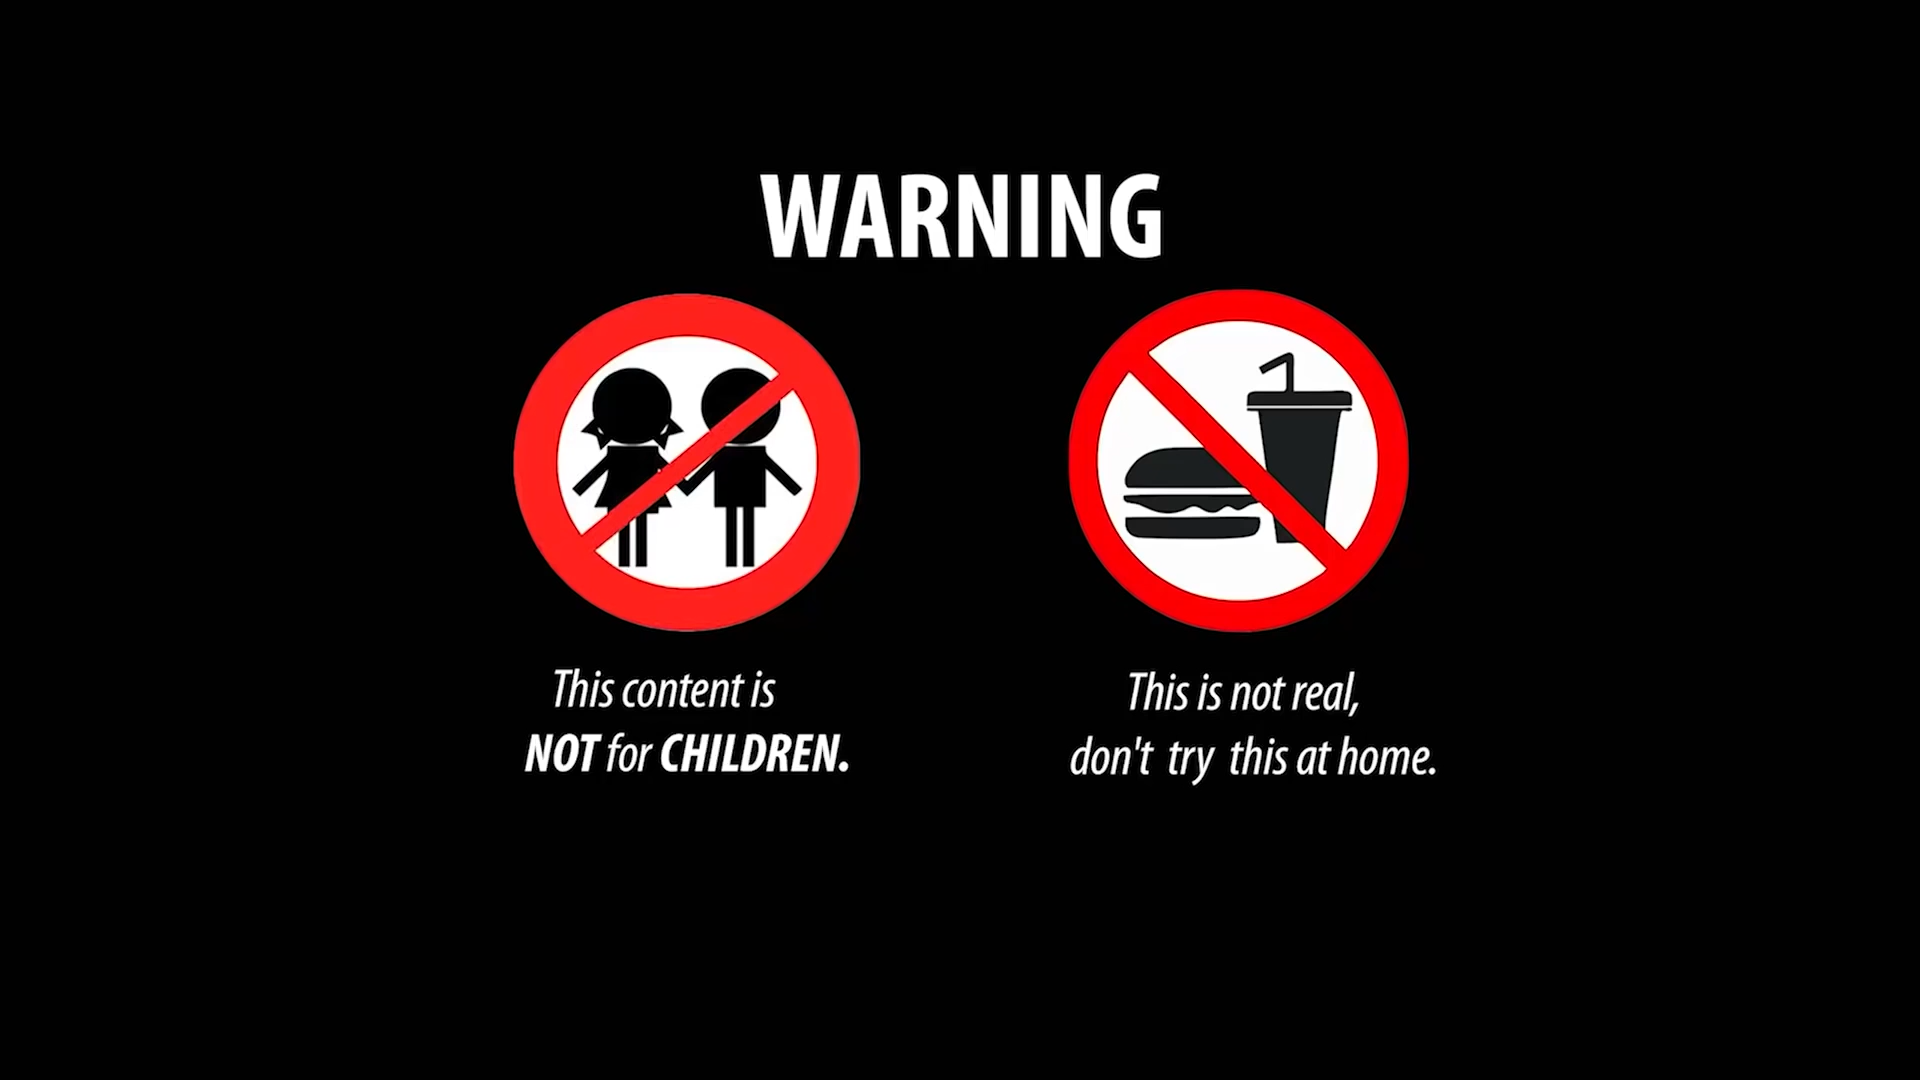 WARNING
This content is
NOT for CHILDREN.
This is not real,
don't try this at home.